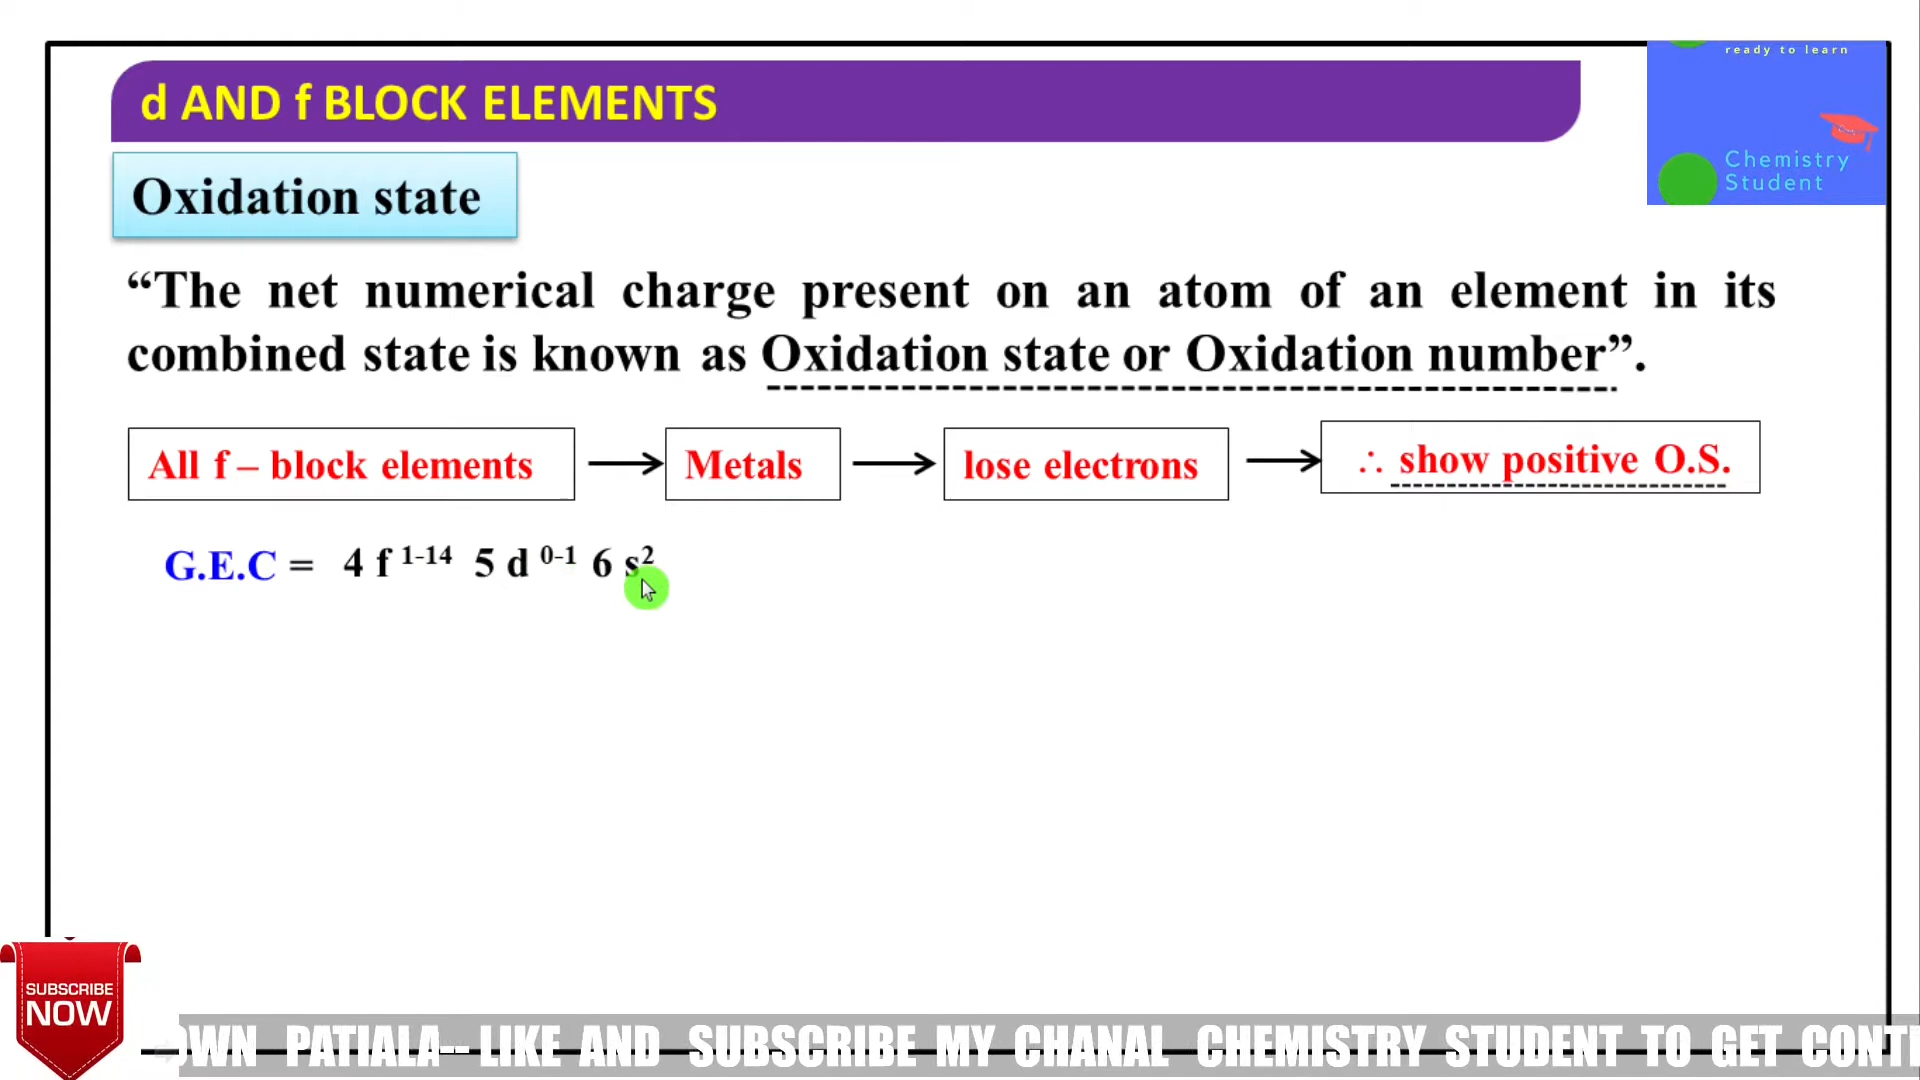 ready to learn
d AND f BLOCK ELEMENTS
Chemistry
Student
Oxidation state
“The net numerical charge present on an atom of an element in its
combined state is known as Oxidation state or Oxidation number”.
All f – block elements
Metals
lose electrons
∴ show positive O.S.
G.E.C = 4 f 1-14 5 d 0-1 6 s2
SUBSCRIBE
NOW
PATIALA-- LIKE AND SUBSCRIBE MY CHANAL CHEMISTRY STUDENT TO GET